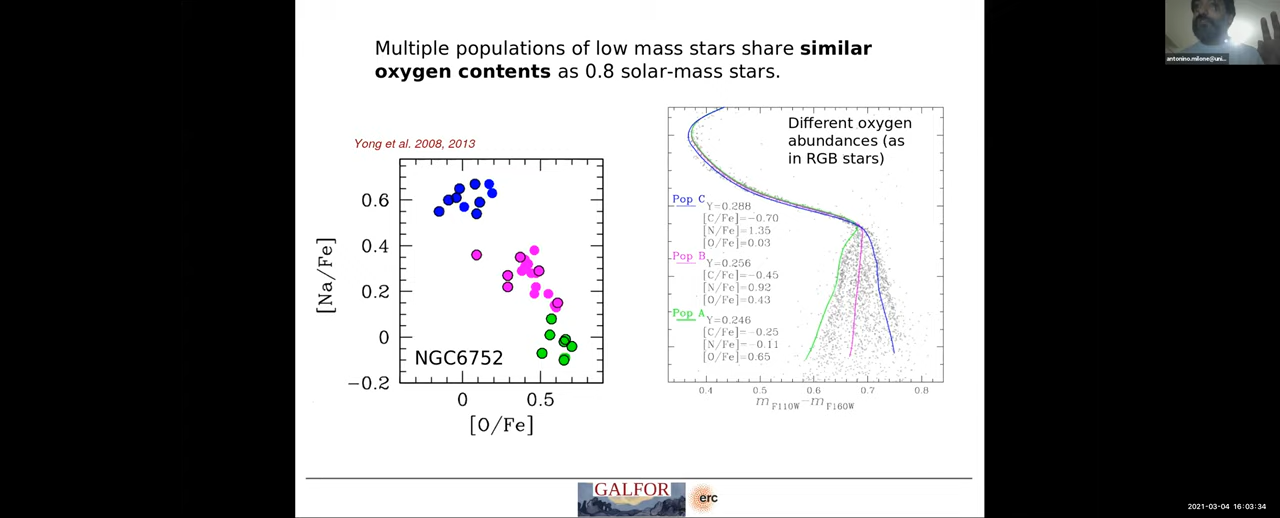 antonino.milone@uni...
Multiple populations of low mass stars share similar
oxygen contents as 0.8 solar-mass stars.
Yong et al. 2008, 2013
0.6
0.4
0.2
0
−0.2
[Na/Fe]
NGC6752
0
0.5
[O/Fe]
Different oxygen
abundances (as
in RGB stars)
Pop C
Y=0.288
[C/Fe]=−0.70
[N/Fe]=1.35
[O/Fe]=0.03
Pop B
Y=0.256
[C/Fe]=−0.45
[N/Fe]=0.92
[O/Fe]=0.43
Pop A
Y=0.246
[C/Fe]=−0.25
[N/Fe]=−0.11
[O/Fe]=0.65
0.4 0.5 0.6 0.7 0.8
mF110W−mF160W
GALFOR
erc
2021-03-04 16:03:34